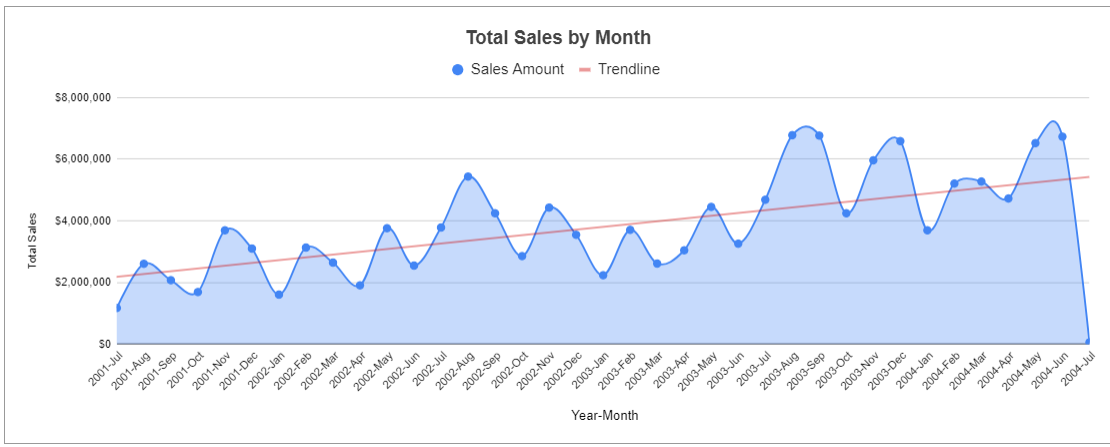 Total Sales by Month
Sales Amount Trendline
$8,000,000
$6,000,000
$4,000,000
$2,000,000
$0
Total Sales
2001-Jul
2001-Aug
2001-Sep
2001-Oct
2001-Nov
2001-Dec
2002-Jan
2002-Feb
2002-Mar
2002-Apr
2002-May
2002-Jun
2002-Jul
2002-Aug
2002-Sep
2002-Oct
2002-Nov
2002-Dec
2003-Jan
2003-Feb
2003-Mar
2003-Apr
2003-May
2003-Jun
2003-Jul
2003-Aug
2003-Sep
2003-Oct
2003-Nov
2003-Dec
2004-Jan
2004-Feb
2004-Mar
2004-Apr
2004-May
2004-Jun
2004-Jul
Year-Month